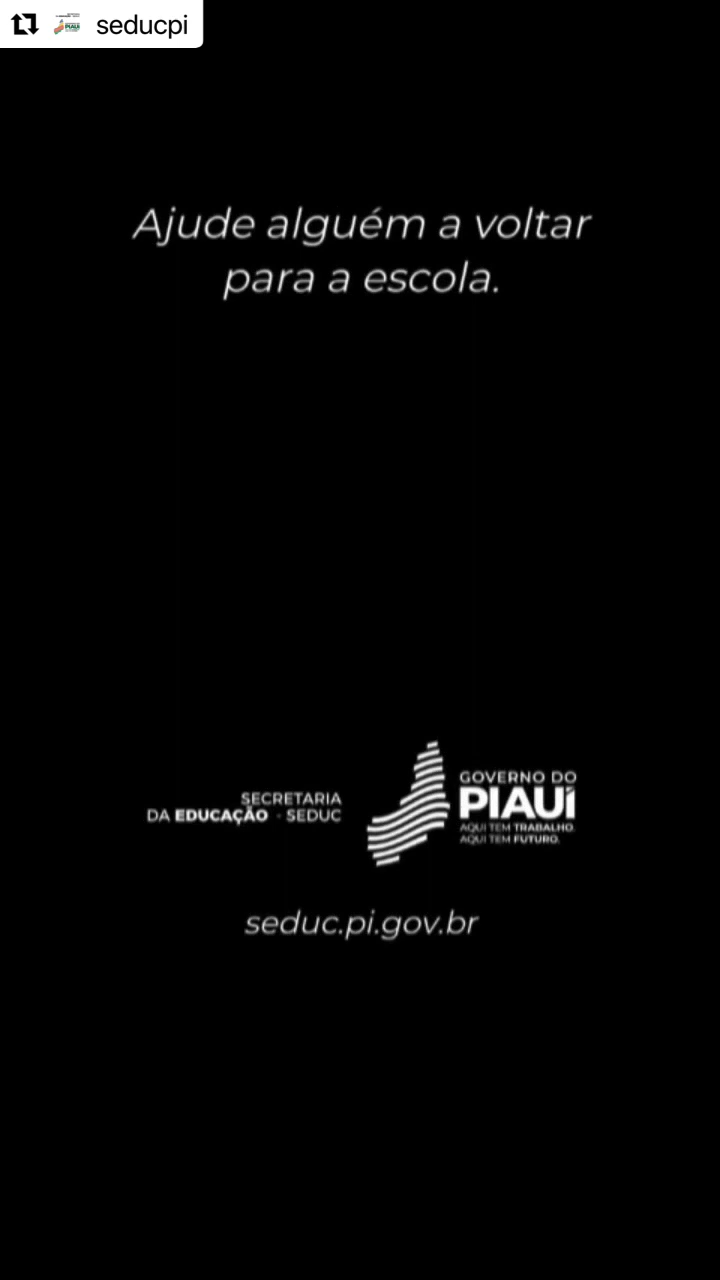 seducpi
Ajude alguém a voltar
para a escola.
SECRETARIA
DA EDUCAÇÃO - SEDUC
GOVERNO DO
PIAUÍ
AQUI TEM TRABALHO.
AQUI TEM FUTURO.
seduc.pi.gov.br